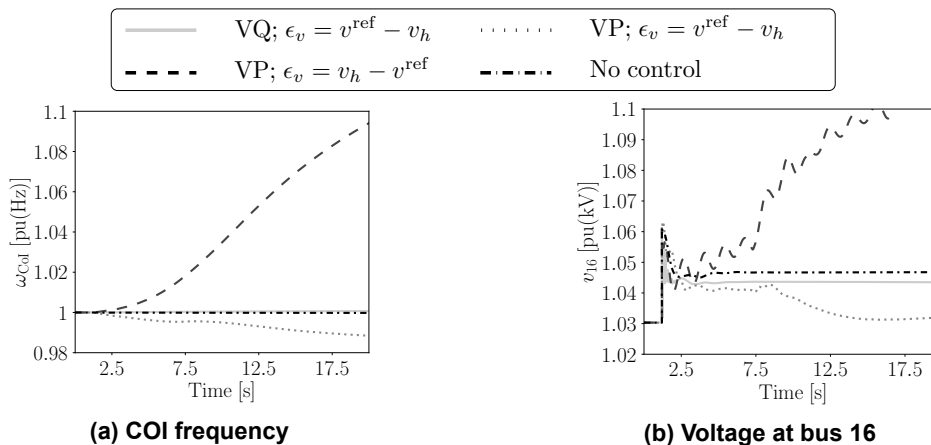 VQ; ϵ_v = v^ref − v_h
VP; ϵ_v = v^ref − v_h
VP; ϵ_v = v_h − v^ref
No control
ω_CoI [pu(Hz)]
1.1
1.08
1.06
1.04
1.02
1
0.98
2.5
7.5
12.5
17.5
Time [s]
(a) COI frequency
v_16 [pu(kV)]
1.1
1.09
1.08
1.07
1.06
1.05
1.04
1.03
1.02
2.5
7.5
12.5
17.5
Time [s]
(b) Voltage at bus 16